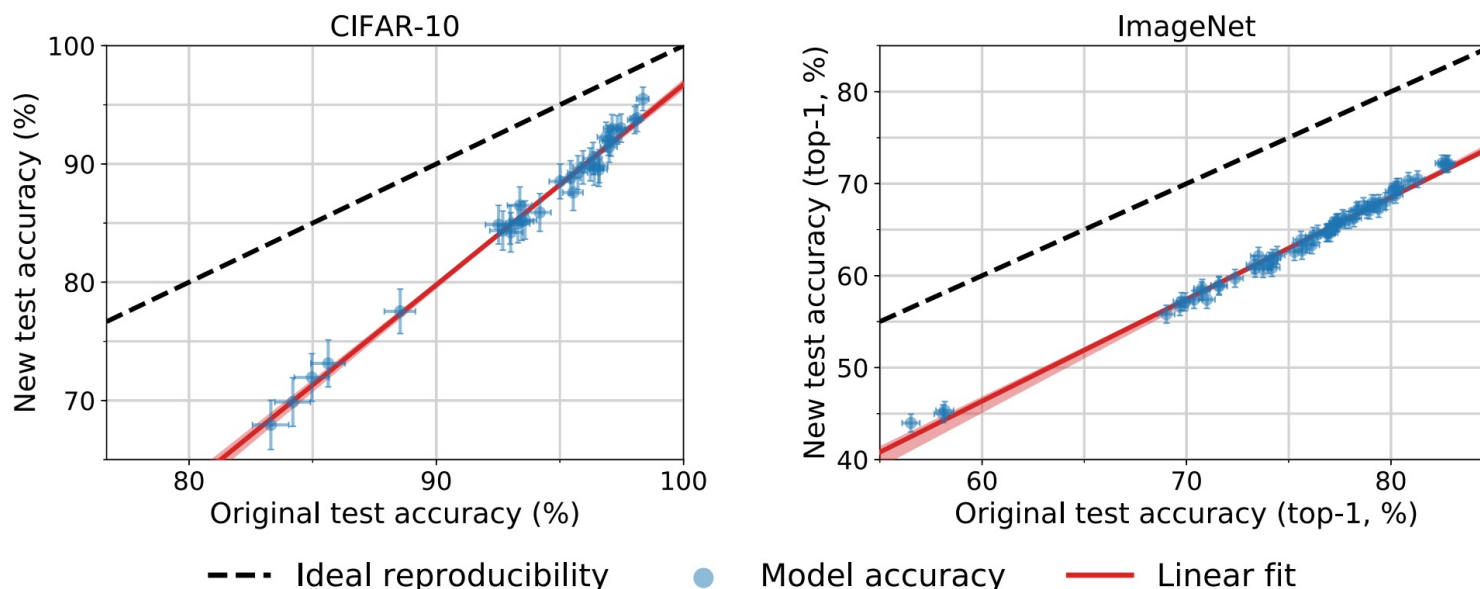 CIFAR-10
New test accuracy (%)
100
90
80
70
80
90
100
Original test accuracy (%)
ImageNet
New test accuracy (top-1, %)
80
70
60
50
40
60
70
80
Original test accuracy (top-1, %)
Ideal reproducibility
Model accuracy
Linear fit